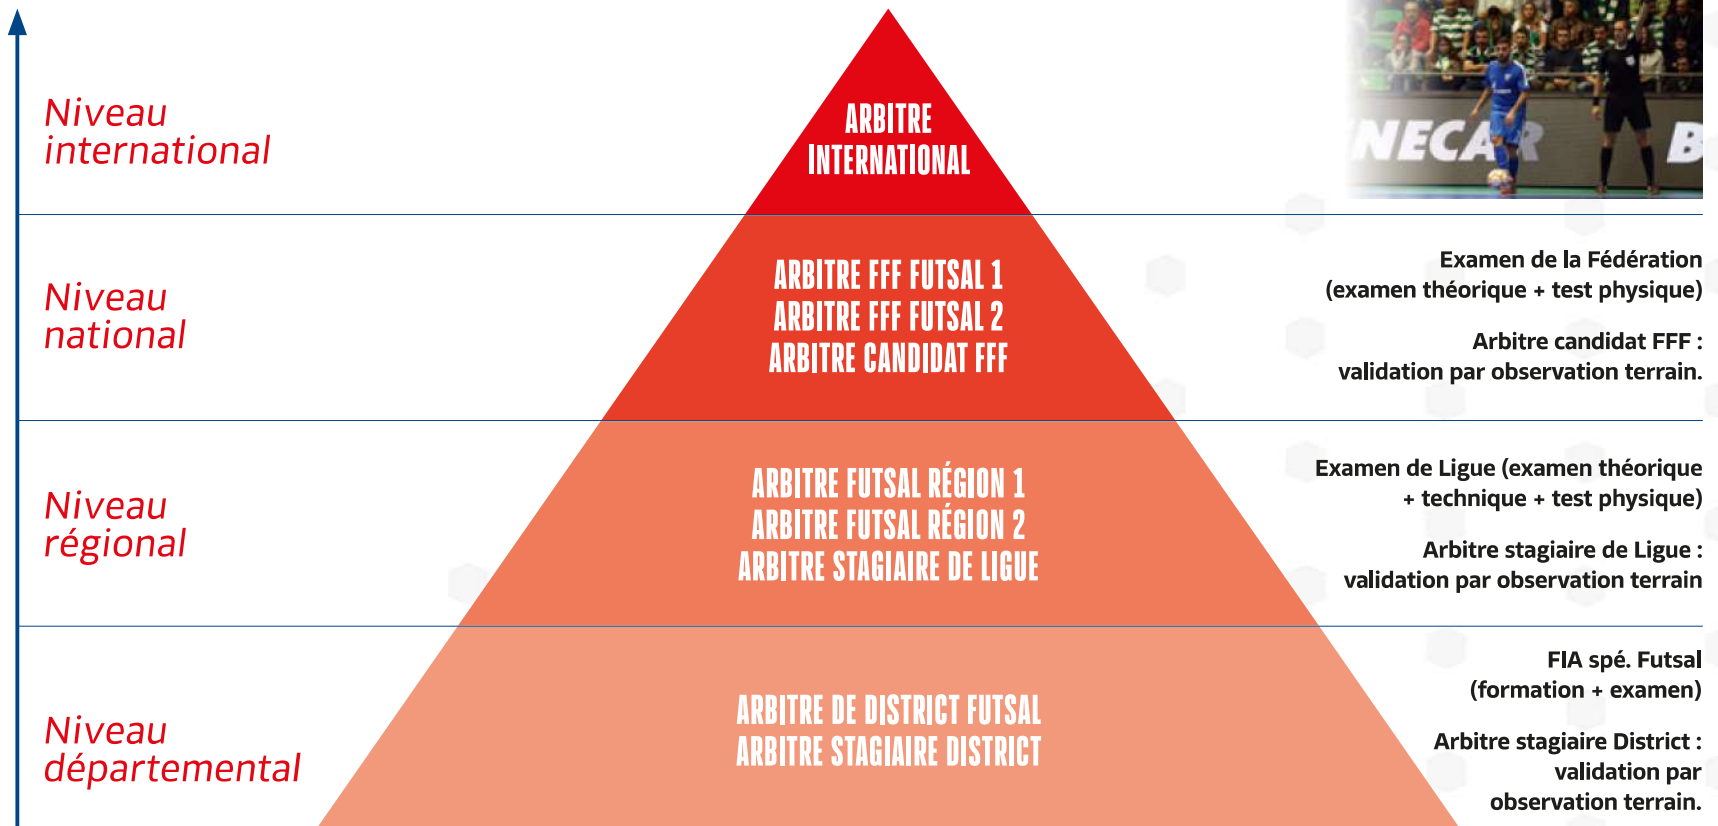 Niveau
international
ARBITRE
INTERNATIONAL
NECAR
B
Niveau
national
ARBITRE FFF FUTSAL 1
ARBITRE FFF FUTSAL 2
ARBITRE CANDIDAT FFF
Examen de la Fédération
(examen théorique + test physique)
Arbitre candidat FFF :
validation par observation terrain.
Niveau
régional
ARBITRE FUTSAL RÉGION 1
ARBITRE FUTSAL RÉGION 2
ARBITRE STAGIAIRE DE LIGUE
Examen de Ligue (examen théorique
+ technique + test physique)
Arbitre stagiaire de Ligue :
validation par observation terrain
Niveau
départemental
ARBITRE DE DISTRICT FUTSAL
ARBITRE STAGIAIRE DISTRICT
FIA spé. Futsal
(formation + examen)
Arbitre stagiaire District :
validation par
observation terrain.